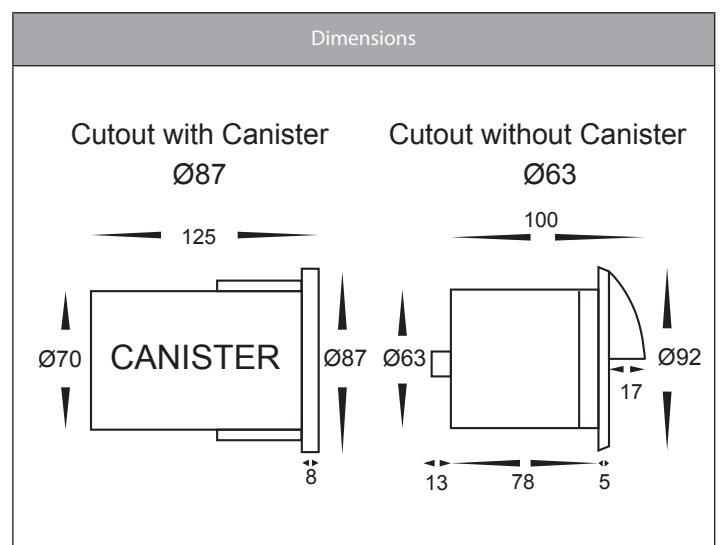 Dimensions
Cutout with Canister
Ø87
Cutout without Canister
Ø63
125
100
Ø70
CANISTER
Ø87
Ø63
Ø92
17
8
13
78
5